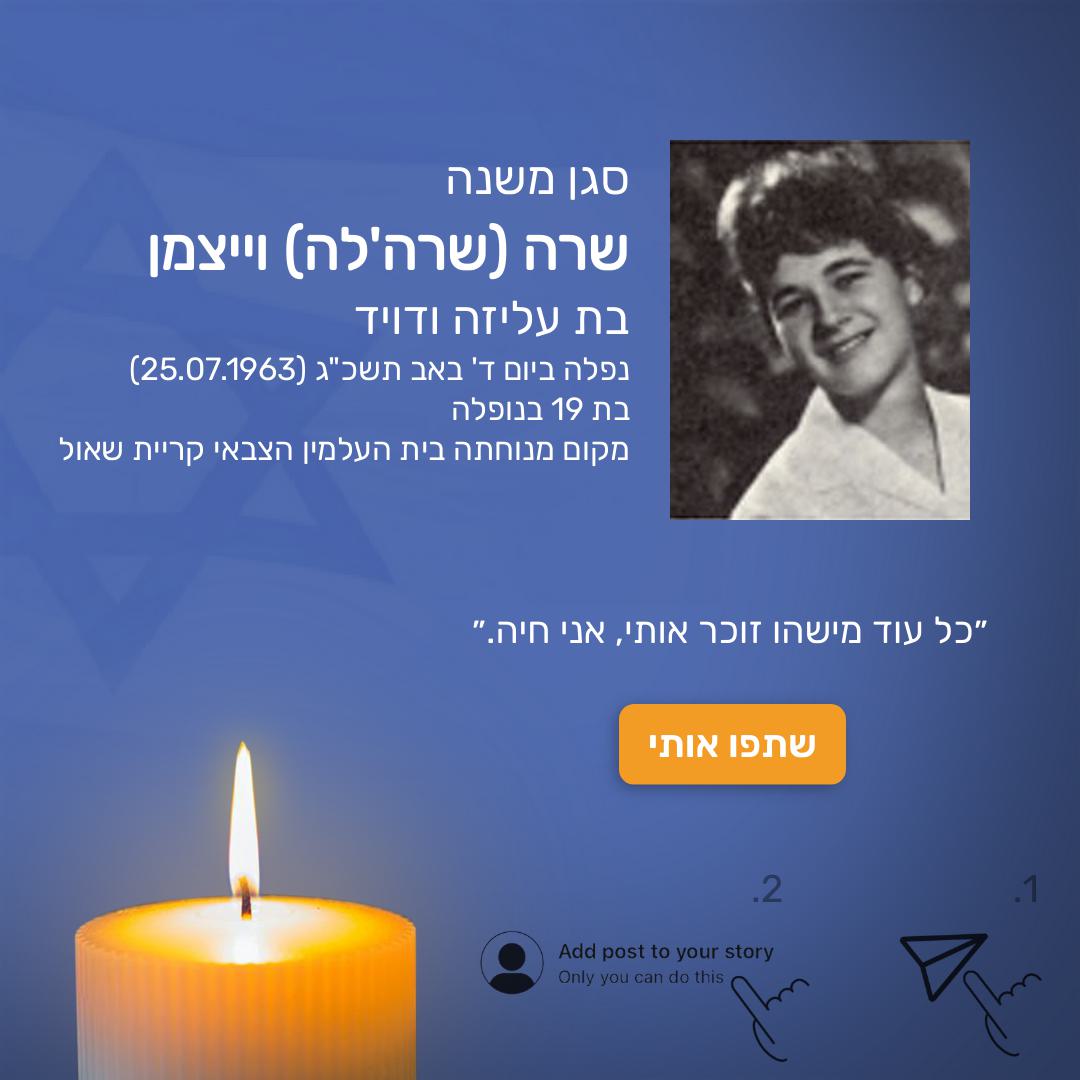 סגן משנה
שרה (שרה'לה) וייצמן
בת עליזה ודויד
נפלה ביום ד' באב תשכ"ג (25.07.1963)
בת 19 בנופלה
מקום מנוחתה בית העלמין הצבאי קריית שאול
״כל עוד מישהו זוכר אותי, אני חיה.״
שתפו אותי
.1
.2
Add post to your story
Only you can do this